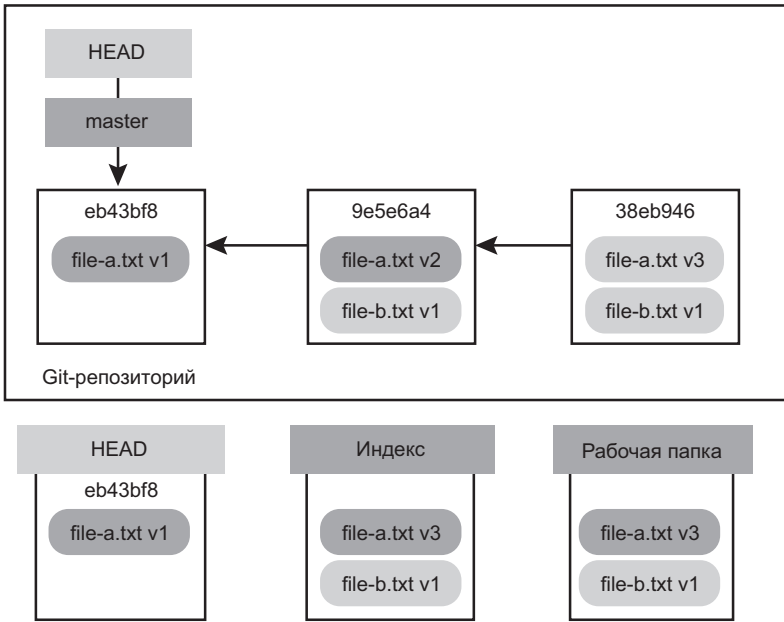 HEAD
master
eb43bf8
file-a.txt v1
9e5e6a4
file-a.txt v2
file-b.txt v1
38eb946
file-a.txt v3
file-b.txt v1
Git-репозиторий
HEAD
eb43bf8
file-a.txt v1
Индекс
file-a.txt v3
file-b.txt v1
Рабочая папка
file-a.txt v3
file-b.txt v1